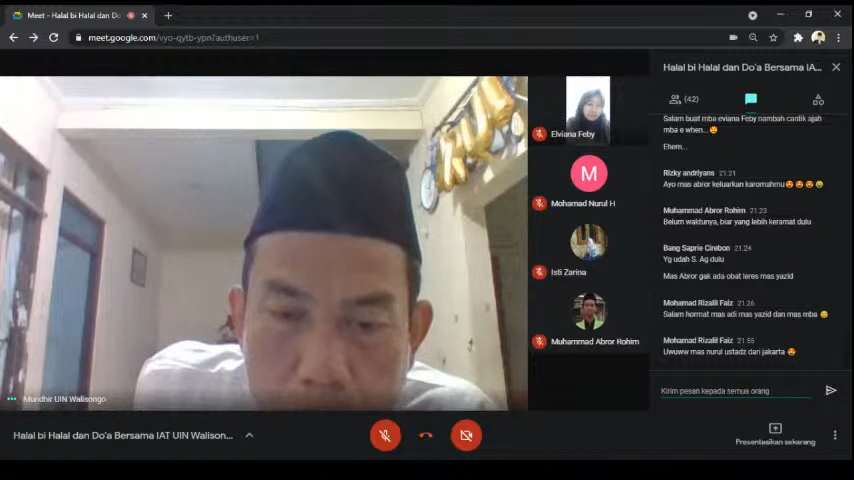 Meet - Halal bi Halal dan Do'a
meet.google.com/vyo-qytb-ypn?authuser=1
Halal bi Halal dan Do'a Bersama IA...
(42)
Salam buat mba eviana Feby nambah cantik ajah
mba e when...
Ehem...
Rizky andriyans 21.21
Ayo mas abror keluarkan karomahmu
Muhammad Abror Rohim 21.23
Belum waktunya, biar yang lebih keramat dulu
Bang Saprie Cirebon 21.24
Yg udah S. Ag dulu
Mas Abror gak ada obat leres mas yazid
Mohamad Rizalil Faiz 21.26
Salam hormat mas adi mas yazid dan mas mba
Mohamad Rizalil Faiz 21.55
Uwuww mas nurul ustadz dari jakarta
Kirim pesan kepada semua orang
Elviana Feby
M
Mohamad Nurul H
Isti Zarina
Muhammad Abror Rohim
Mundhir UIN Walisongo
Halal bi Halal dan Do'a Bersama IAT UIN Walison...
Presentasikan sekarang